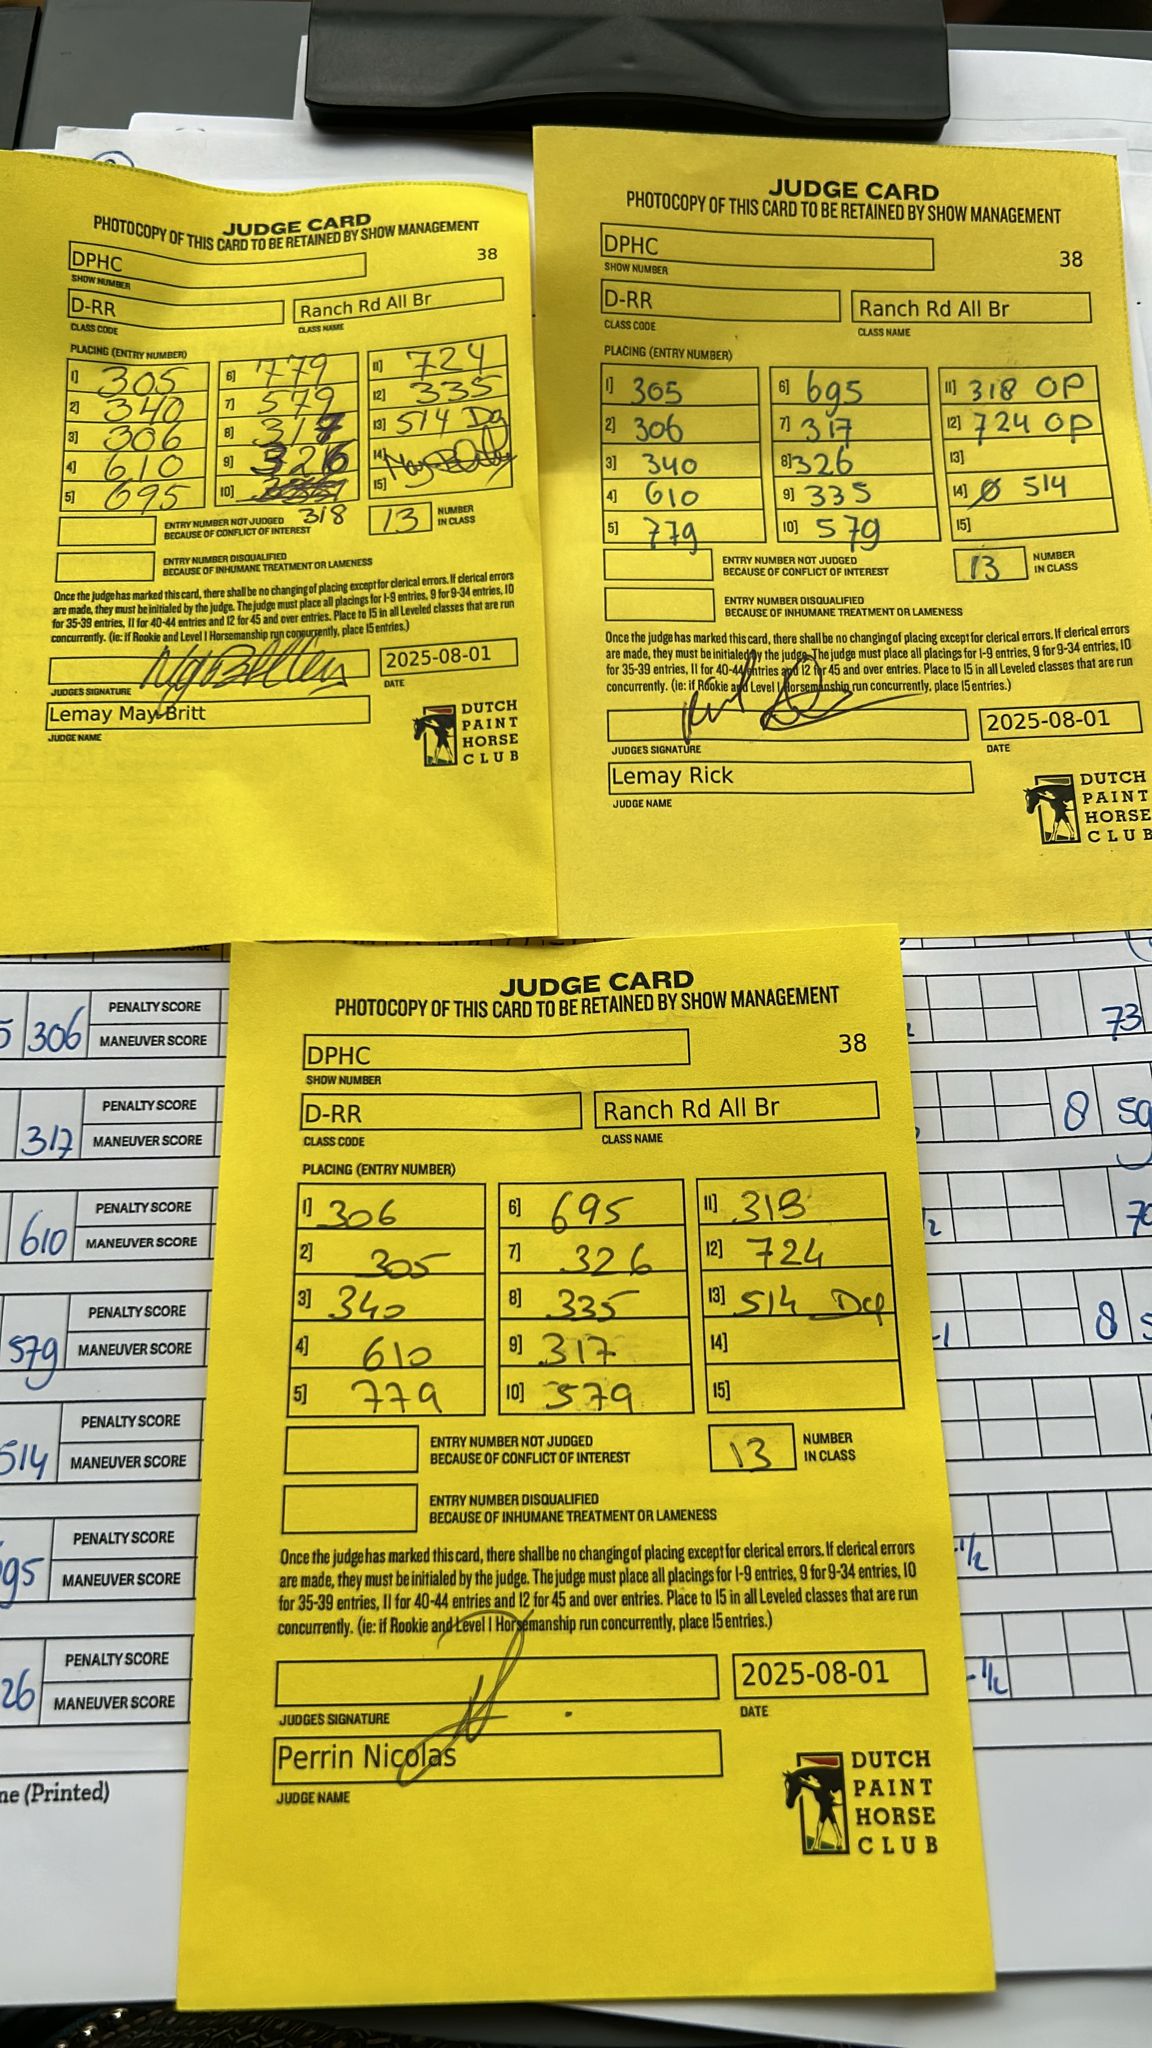 JUDGE CARD
PHOTOCOPY OF THIS CARD TO BE RETAINED BY SHOW MANAGEMENT
DPHC
38
SHOW NUMBER
D-RR
Ranch Rd All Br
CLASS CODE
CLASS NAME
PLACING (ENTRY NUMBER)
1] 305
2] 340
3] 306
4] 610
5] 695
6] 779
7] 579
8] 317
9] 326
10]
318
11] 724
12] 335
13] 514 Dq
14]
15]
ENTRY NUMBER NOT JUDGED
BECAUSE OF CONFLICT OF INTEREST
13
NUMBER
IN CLASS
ENTRY NUMBER DISQUALIFIED
BECAUSE OF INHUMANE TREATMENT OR LAMENESS
Once the judge has marked this card, there shall be no changing of placing except for clerical errors. If clerical errors
are made, they must be initialed by the judge. The judge must place all placings for 1-9 entries, 9 for 9-34 entries, 10
for 35-39 entries, 11 for 40-44 entries and 12 for 45 and over entries. Place to 15 in all Leveled classes that are run
concurrently. (ie: if Rookie and Level 1 Horsemanship run concurrently, place 15 entries.)
2025-08-01
JUDGES SIGNATURE
DATE
Lemay May-Britt
JUDGE NAME
DUTCH
PAINT
HORSE
CLUB
JUDGE CARD
PHOTOCOPY OF THIS CARD TO BE RETAINED BY SHOW MANAGEMENT
DPHC
38
SHOW NUMBER
D-RR
Ranch Rd All Br
CLASS CODE
CLASS NAME
PLACING (ENTRY NUMBER)
1] 305
2] 306
3] 340
4] 610
5] 779
6] 695
7] 317
8] 326
9] 335
10] 579
11] 318 OP
12] 724 OP
13]
14] Ø 514
15]
ENTRY NUMBER NOT JUDGED
BECAUSE OF CONFLICT OF INTEREST
13
NUMBER
IN CLASS
ENTRY NUMBER DISQUALIFIED
BECAUSE OF INHUMANE TREATMENT OR LAMENESS
Once the judge has marked this card, there shall be no changing of placing except for clerical errors. If clerical errors
are made, they must be initialed by the judge. The judge must place all placings for 1-9 entries, 9 for 9-34 entries, 10
for 35-39 entries, 11 for 40-44 entries and 12 for 45 and over entries. Place to 15 in all Leveled classes that are run
concurrently. (ie: if Rookie and Level 1 Horsemanship run concurrently, place 15 entries.)
2025-08-01
JUDGES SIGNATURE
DATE
Lemay Rick
JUDGE NAME
DUTCH
PAINT
HORSE
CLUB
JUDGE CARD
PHOTOCOPY OF THIS CARD TO BE RETAINED BY SHOW MANAGEMENT
DPHC
38
SHOW NUMBER
D-RR
Ranch Rd All Br
CLASS CODE
CLASS NAME
PLACING (ENTRY NUMBER)
1] 306
2] 305
3] 340
4] 610
5] 779
6] 695
7] 326
8] 335
9] 317
10] 579
11] 318
12] 724
13] 514 Dq
14]
15]
ENTRY NUMBER NOT JUDGED
BECAUSE OF CONFLICT OF INTEREST
13
NUMBER
IN CLASS
ENTRY NUMBER DISQUALIFIED
BECAUSE OF INHUMANE TREATMENT OR LAMENESS
Once the judge has marked this card, there shall be no changing of placing except for clerical errors. If clerical errors
are made, they must be initialed by the judge. The judge must place all placings for 1-9 entries, 9 for 9-34 entries, 10
for 35-39 entries, 11 for 40-44 entries and 12 for 45 and over entries. Place to 15 in all Leveled classes that are run
concurrently. (ie: if Rookie and Level 1 Horsemanship run concurrently, place 15 entries.)
2025-08-01
JUDGES SIGNATURE
DATE
Perrin Nicolas
JUDGE NAME
DUTCH
PAINT
HORSE
CLUB
306
PENALTY SCORE
MANEUVER SCORE
73
317
PENALTY SCORE
MANEUVER SCORE
8
610
PENALTY SCORE
MANEUVER SCORE
579
PENALTY SCORE
MANEUVER SCORE
-1
8
514
PENALTY SCORE
MANEUVER SCORE
95
PENALTY SCORE
MANEUVER SCORE
-1/2
26
PENALTY SCORE
MANEUVER SCORE
-1/2
(Printed)